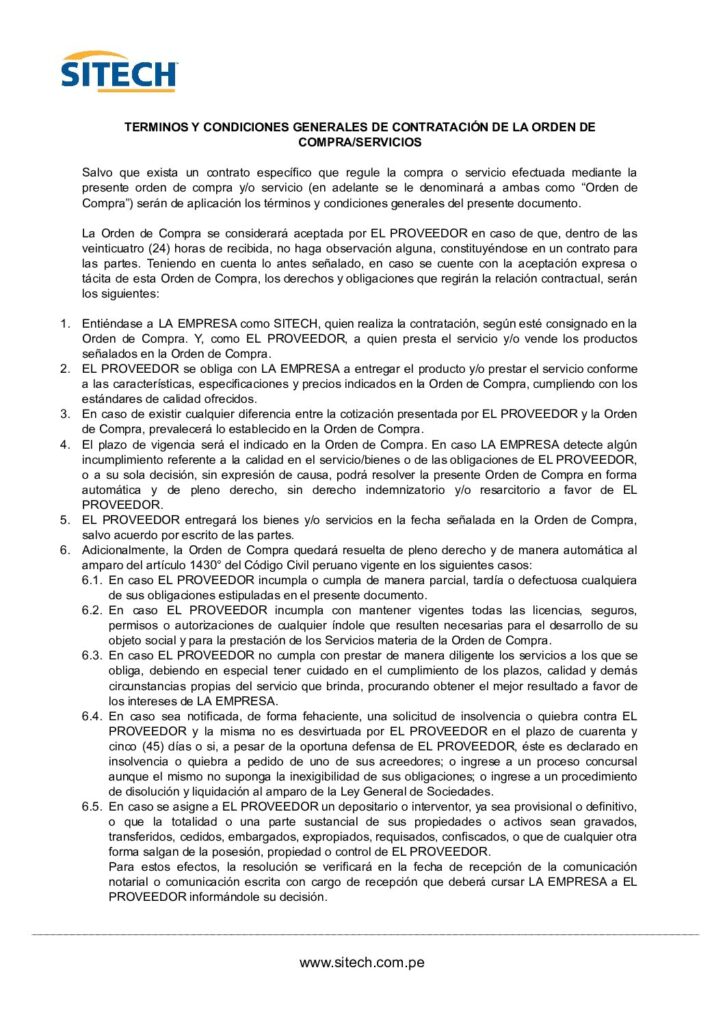 SITECH
TERMINOS Y CONDICIONES GENERALES DE CONTRATACIÓN DE LA ORDEN DE
COMPRA/SERVICIOS
Salvo que exista un contrato específico que regule la compra o servicio efectuada mediante la
presente orden de compra y/o servicio (en adelante se le denominará a ambas como “Orden de
Compra”) serán de aplicación los términos y condiciones generales del presente documento.
La Orden de Compra se considerará aceptada por EL PROVEEDOR en caso de que, dentro de las
veinticuatro (24) horas de recibida, no haga observación alguna, constituyéndose en un contrato para
las partes. Teniendo en cuenta lo antes señalado, en caso se cuente con la aceptación expresa o
tácita de esta Orden de Compra, los derechos y obligaciones que regirán la relación contractual, serán
los siguientes:
1. Entiéndase a LA EMPRESA como SITECH, quien realiza la contratación, según esté consignado en la
Orden de Compra. Y, como EL PROVEEDOR, a quien presta el servicio y/o vende los productos
señalados en la Orden de Compra.
2. EL PROVEEDOR se obliga con LA EMPRESA a entregar el producto y/o prestar el servicio conforme
a las características, especificaciones y precios indicados en la Orden de Compra, cumpliendo con los
estándares de calidad ofrecidos.
3. En caso de existir cualquier diferencia entre la cotización presentada por EL PROVEEDOR y la Orden
de Compra, prevalecerá lo establecido en la Orden de Compra.
4. El plazo de vigencia será el indicado en la Orden de Compra. En caso LA EMPRESA detecte algún
incumplimiento referente a la calidad en el servicio/bienes o de las obligaciones de EL PROVEEDOR,
o a su sola decisión, sin expresión de causa, podrá resolver la presente Orden de Compra en forma
automática y de pleno derecho, sin derecho indemnizatorio y/o resarcitorio a favor de EL
PROVEEDOR.
5. EL PROVEEDOR entregará los bienes y/o servicios en la fecha señalada en la Orden de Compra,
salvo acuerdo por escrito de las partes.
6. Adicionalmente, la Orden de Compra quedará resuelta de pleno derecho y de manera automática al
amparo del artículo 1430° del Código Civil peruano vigente en los siguientes casos:
6.1. En caso EL PROVEEDOR incumpla o cumpla de manera parcial, tardía o defectuosa cualquiera
de sus obligaciones estipuladas en el presente documento.
6.2. En caso EL PROVEEDOR incumpla con mantener vigentes todas las licencias, seguros,
permisos o autorizaciones de cualquier índole que resulten necesarias para el desarrollo de su
objeto social y para la prestación de los Servicios materia de la Orden de Compra.
6.3. En caso EL PROVEEDOR no cumpla con prestar de manera diligente los servicios a los que se
obliga, debiendo en especial tener cuidado en el cumplimiento de los plazos, calidad y demás
circunstancias propias del servicio que brinda, procurando obtener el mejor resultado a favor de
los intereses de LA EMPRESA.
6.4. En caso sea notificada, de forma fehaciente, una solicitud de insolvencia o quiebra contra EL
PROVEEDOR y la misma no es desvirtuada por EL PROVEEDOR en el plazo de cuarenta y
cinco (45) días o si, a pesar de la oportuna defensa de EL PROVEEDOR, éste es declarado en
insolvencia o quiebra a pedido de uno de sus acreedores; o ingrese a un proceso concursal
aunque el mismo no suponga la inexigibilidad de sus obligaciones; o ingrese a un procedimiento
de disolución y liquidación al amparo de la Ley General de Sociedades.
6.5. En caso se asigne a EL PROVEEDOR un depositario o interventor, ya sea provisional o definitivo,
o que la totalidad o una parte sustancial de sus propiedades o activos sean gravados,
transferidos, cedidos, embargados, expropiados, requisados, confiscados, o que de cualquier otra
forma salgan de la posesión, propiedad o control de EL PROVEEDOR.
Para estos efectos, la resolución se verificará en la fecha de recepción de la comunicación
notarial o comunicación escrita con cargo de recepción que deberá cursar LA EMPRESA a EL
PROVEEDOR informándole su decisión.
www.sitech.com.pe